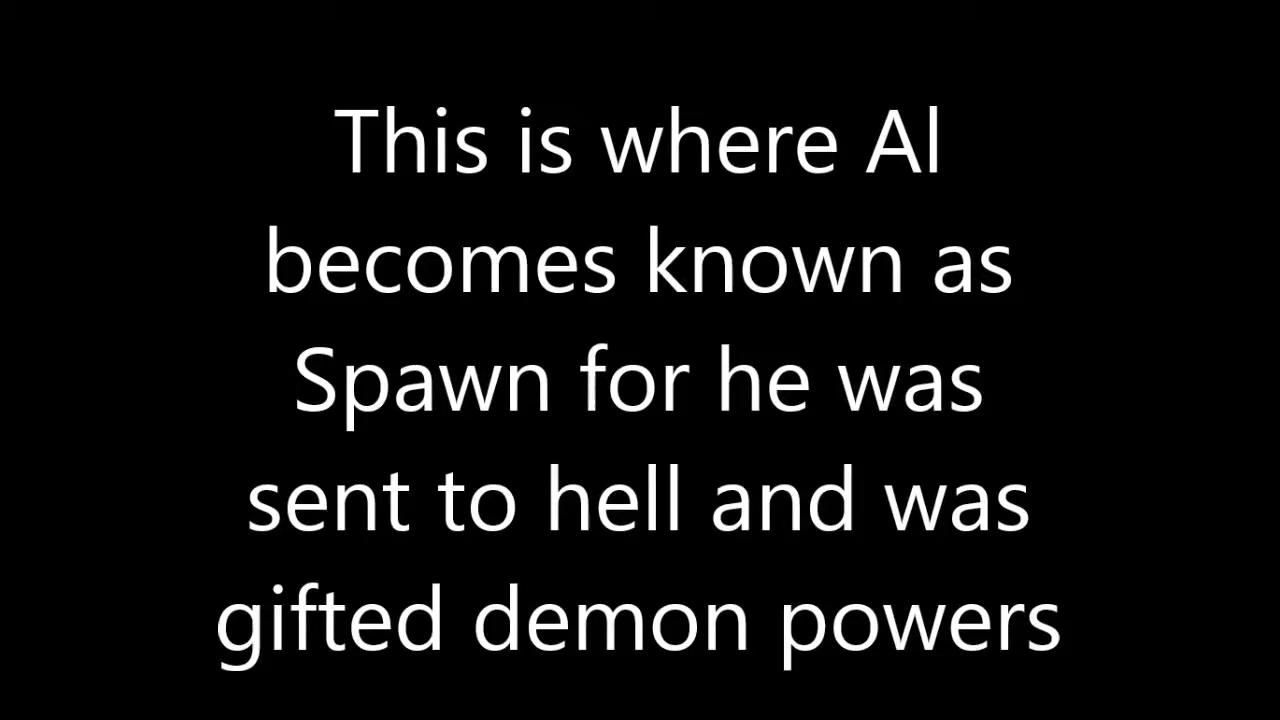 This is where Al
becomes known as
Spawn for he was
sent to hell and was
gifted demon powers